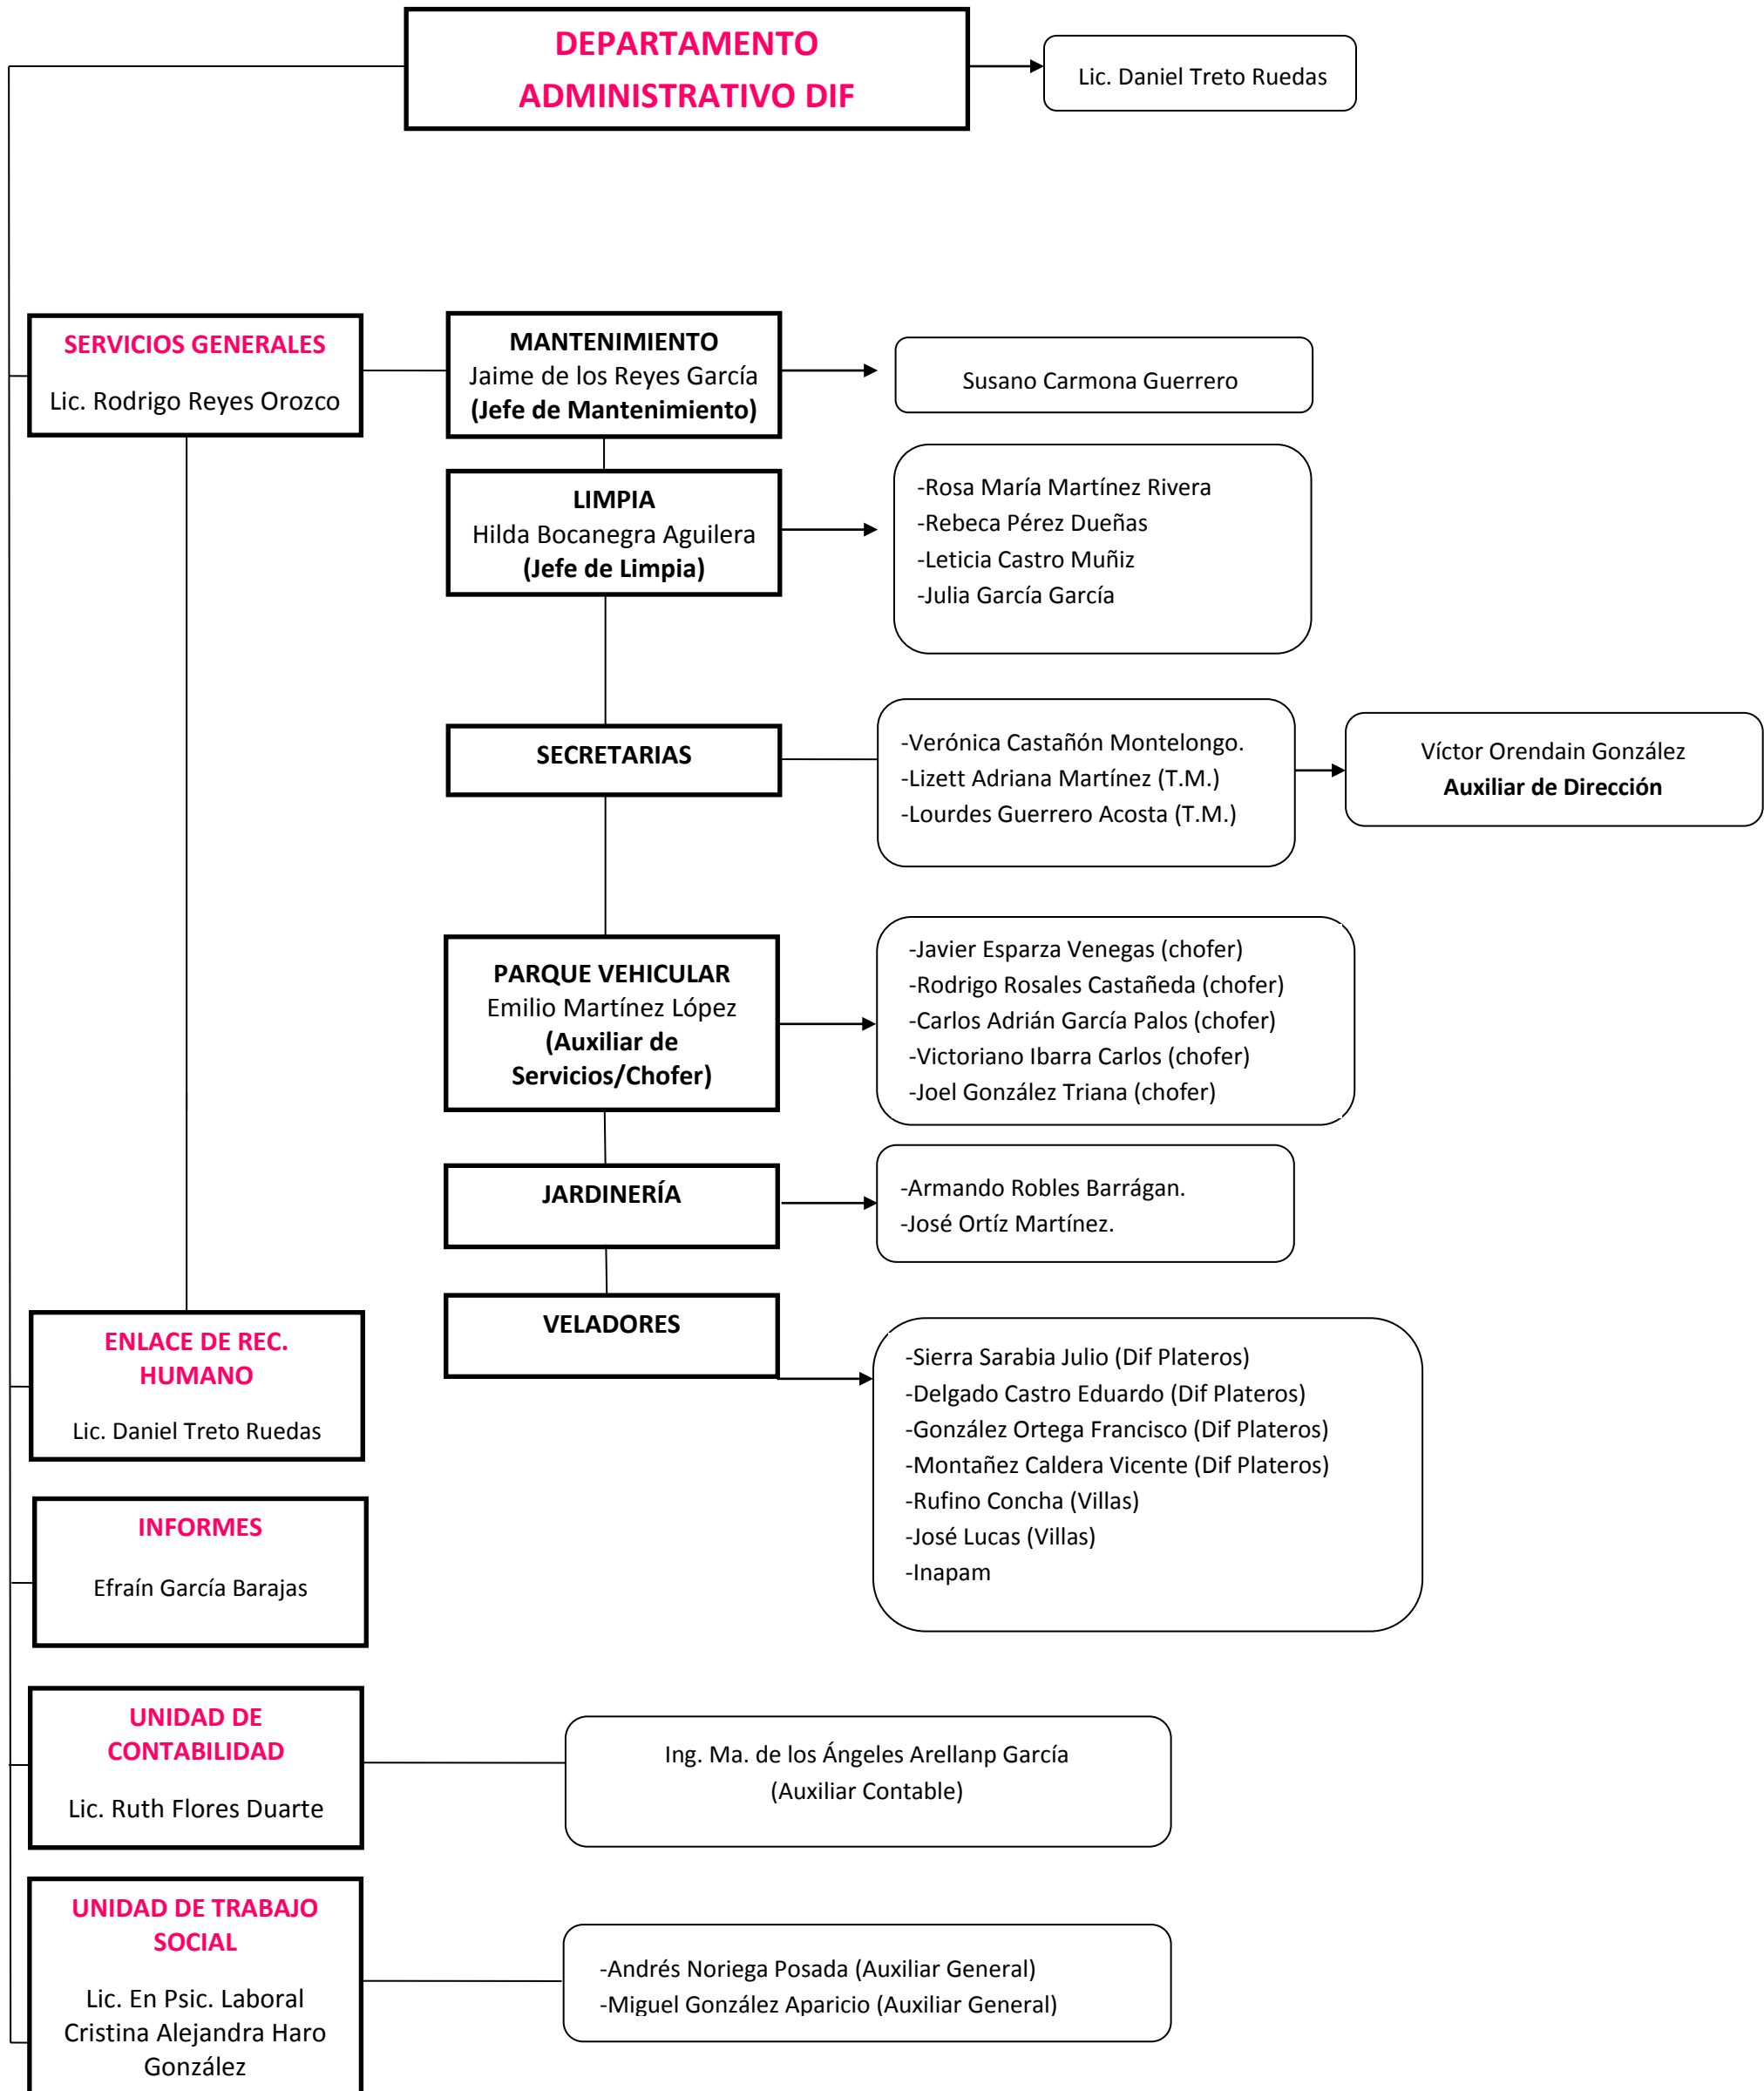 DEPARTAMENTO
ADMINISTRATIVO DIF
Lic. Daniel Treto Ruedas
SERVICIOS GENERALES
Lic. Rodrigo Reyes Orozco
MANTENIMIENTO
Jaime de los Reyes García
(Jefe de Mantenimiento)
Susano Carmona Guerrero
LIMPIA
Hilda Bocanegra Aguilera
(Jefe de Limpia)
-Rosa María Martínez Rivera
-Rebeca Pérez Dueñas
-Leticia Castro Muñiz
-Julia García García
SECRETARIAS
-Verónica Castañón Montelongo.
-Lizett Adriana Martínez (T.M.)
-Lourdes Guerrero Acosta (T.M.)
Víctor Orendain González
Auxiliar de Dirección
PARQUE VEHICULAR
Emilio Martínez López
(Auxiliar de
Servicios/Chofer)
-Javier Esparza Venegas (chofer)
-Rodrigo Rosales Castañeda (chofer)
-Carlos Adrián García Palos (chofer)
-Victoriano Ibarra Carlos (chofer)
-Joel González Triana (chofer)
JARDINERÍA
-Armando Robles Barrágan.
-José Ortíz Martínez.
VELADORES
-Sierra Sarabia Julio (Dif Plateros)
-Delgado Castro Eduardo (Dif Plateros)
-González Ortega Francisco (Dif Plateros)
-Montañez Caldera Vicente (Dif Plateros)
-Rufino Concha (Villas)
-José Lucas (Villas)
-Inapam
ENLACE DE REC.
HUMANO
Lic. Daniel Treto Ruedas
INFORMES
Efraín García Barajas
UNIDAD DE
CONTABILIDAD
Lic. Ruth Flores Duarte
Ing. Ma. de los Ángeles Arellanp García
(Auxiliar Contable)
UNIDAD DE TRABAJO
SOCIAL
Lic. En Psic. Laboral
Cristina Alejandra Haro
González
-Andrés Noriega Posada (Auxiliar General)
-Miguel González Aparicio (Auxiliar General)